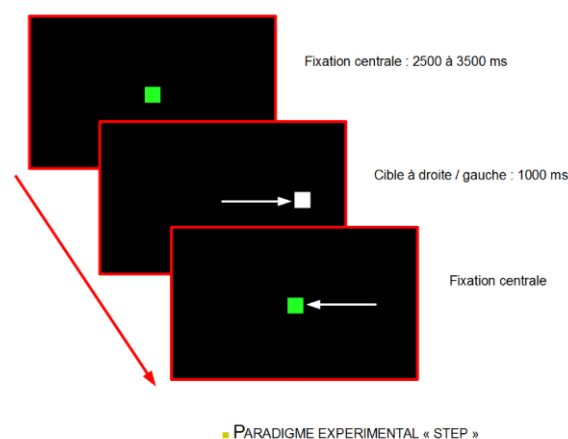 Fixation centrale : 2500 à 3500 ms
Cible à droite / gauche : 1000 ms
Fixation centrale
PARADIGME EXPERIMENTAL « STEP »